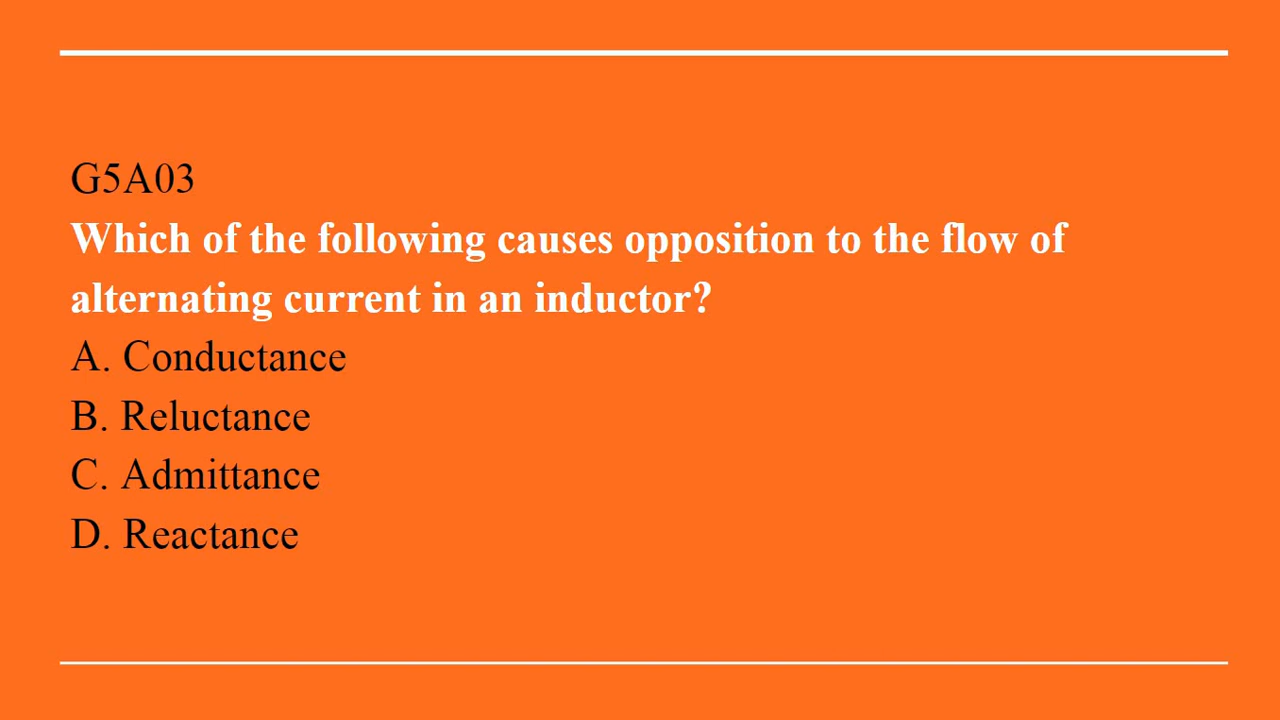 G5A03
Which of the following causes opposition to the flow of
alternating current in an inductor?
A. Conductance
B. Reluctance
C. Admittance
D. Reactance